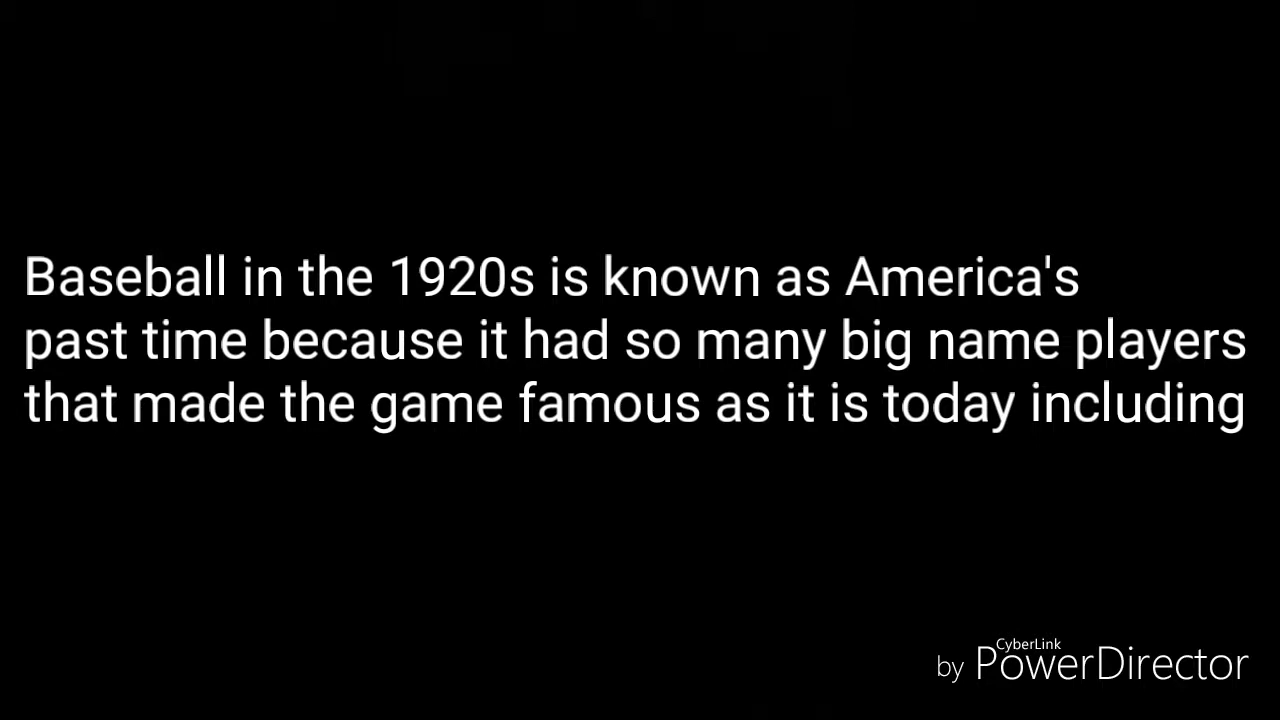 Baseball in the 1920s is known as America's
past time because it had so many big name players
that made the game famous as it is today including
CyberLink
by PowerDirector